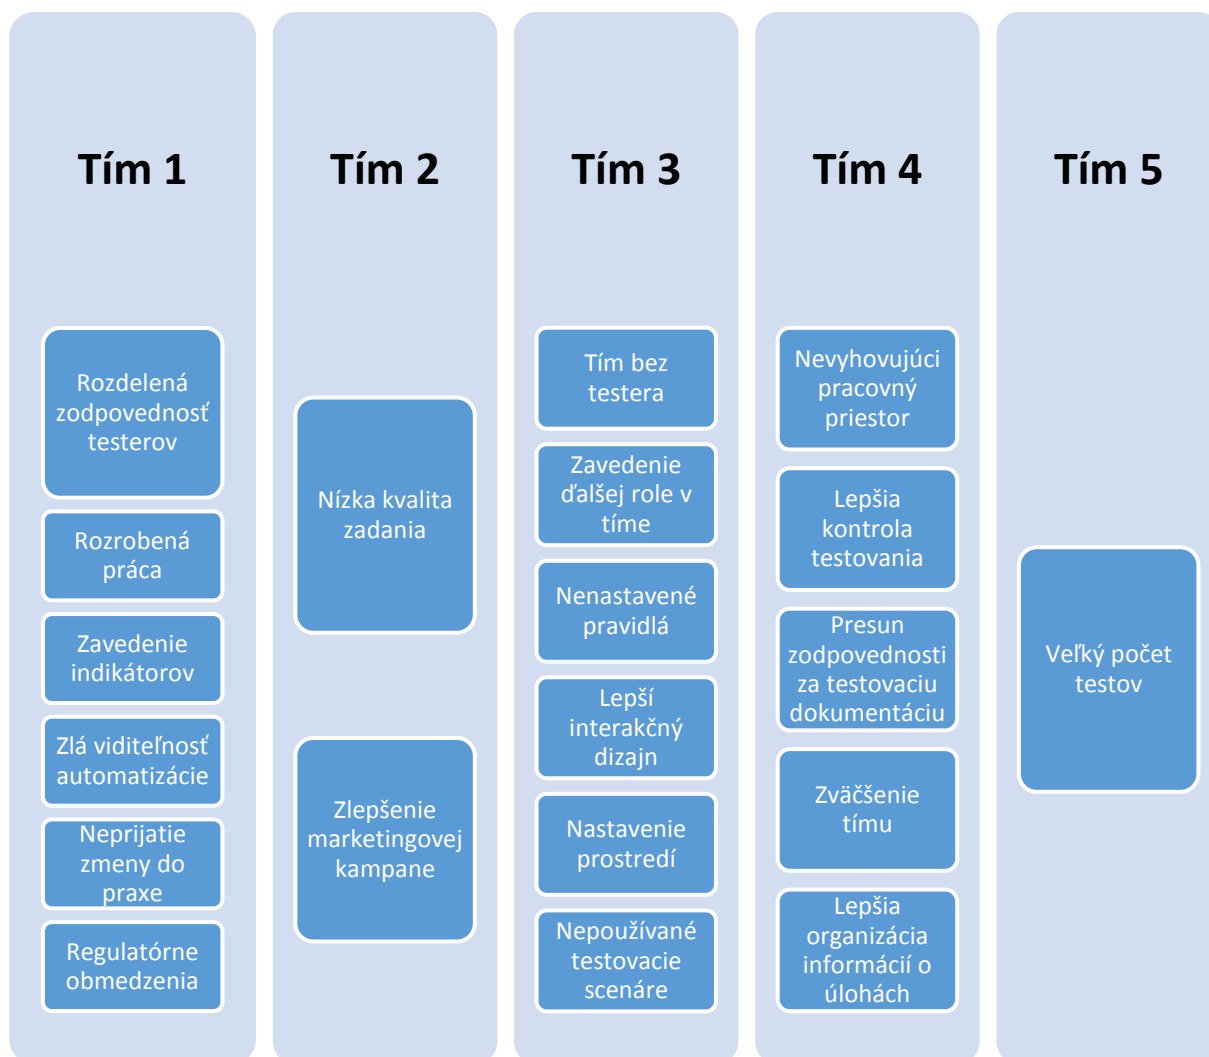 Tím 1
Rozdelená
zodpovednosť
testerov
Rozrobená
práca
Zavedenie
indikátorov
Zlá viditeľnosť
automatizácie
Neprijatie
zmeny do
praxe
Regulatórne
obmedzenia
Tím 2
Nízka kvalita
zadania
Zlepšenie
marketingovej
kampane
Tím 3
Tím bez
testera
Zavedenie
ďalšej role v
tíme
Nenastavené
pravidlá
Lepší
interakčný
dizajn
Nastavenie
prostredí
Nepoužívané
testovacie
scenáre
Tím 4
Nevyhovujúci
pracovný
priestor
Lepšia
kontrola
testovania
Presun
zodpovednosti
za testovaciu
dokumentáciu
Zväčšenie
tímu
Lepšia
organizácia
informácií o
úlohách
Tím 5
Veľký počet
testov